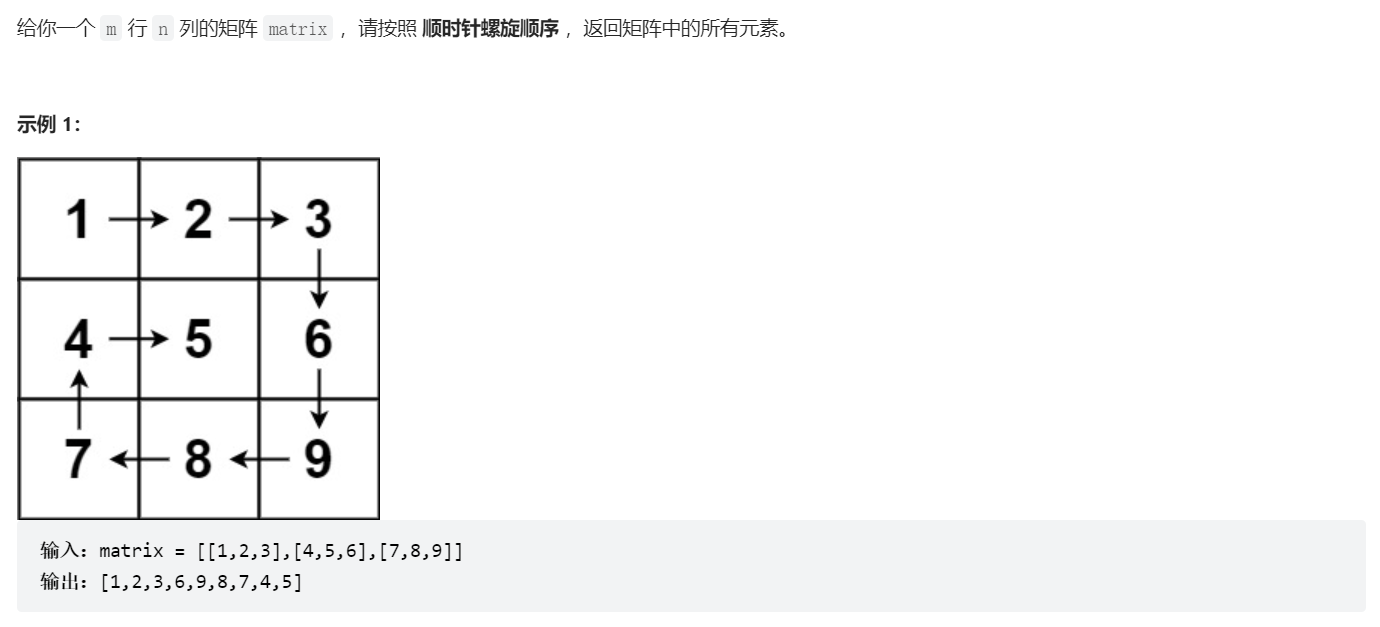 给你一个 m 行 n 列的矩阵 matrix ，请按照 顺时针螺旋顺序 ，返回矩阵中的所有元素。
示例 1：
1 2 3
4 5 6
7 8 9
输入：matrix = [[1,2,3],[4,5,6],[7,8,9]]
输出：[1,2,3,6,9,8,7,4,5]